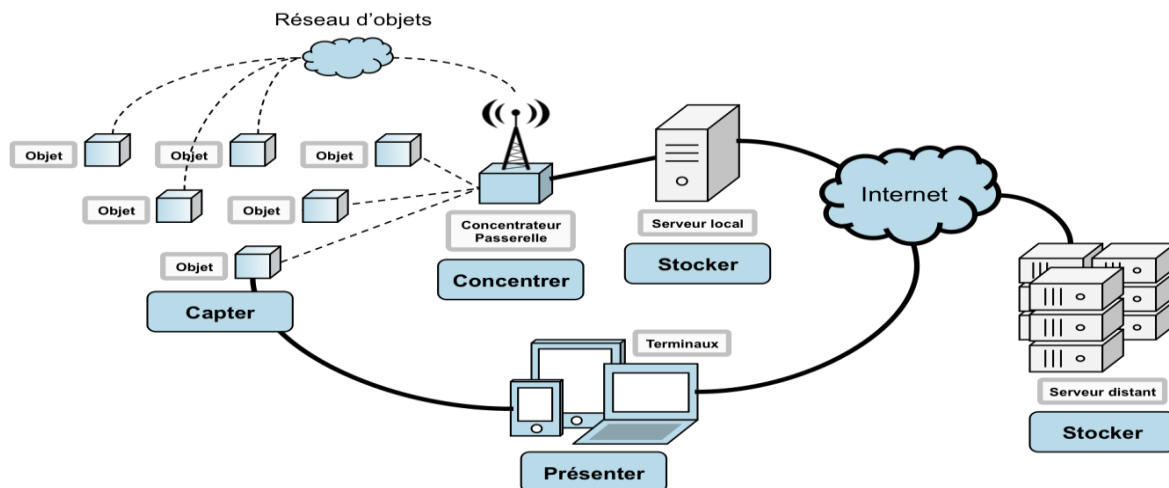 Réseau d'objets
Objet
Objet
Objet
Objet
Objet
Objet
Capter
Concentrateur
Passerelle
Concentrer
Serveur local
Stocker
Internet
Terminaux
Présenter
Serveur distant
Stocker